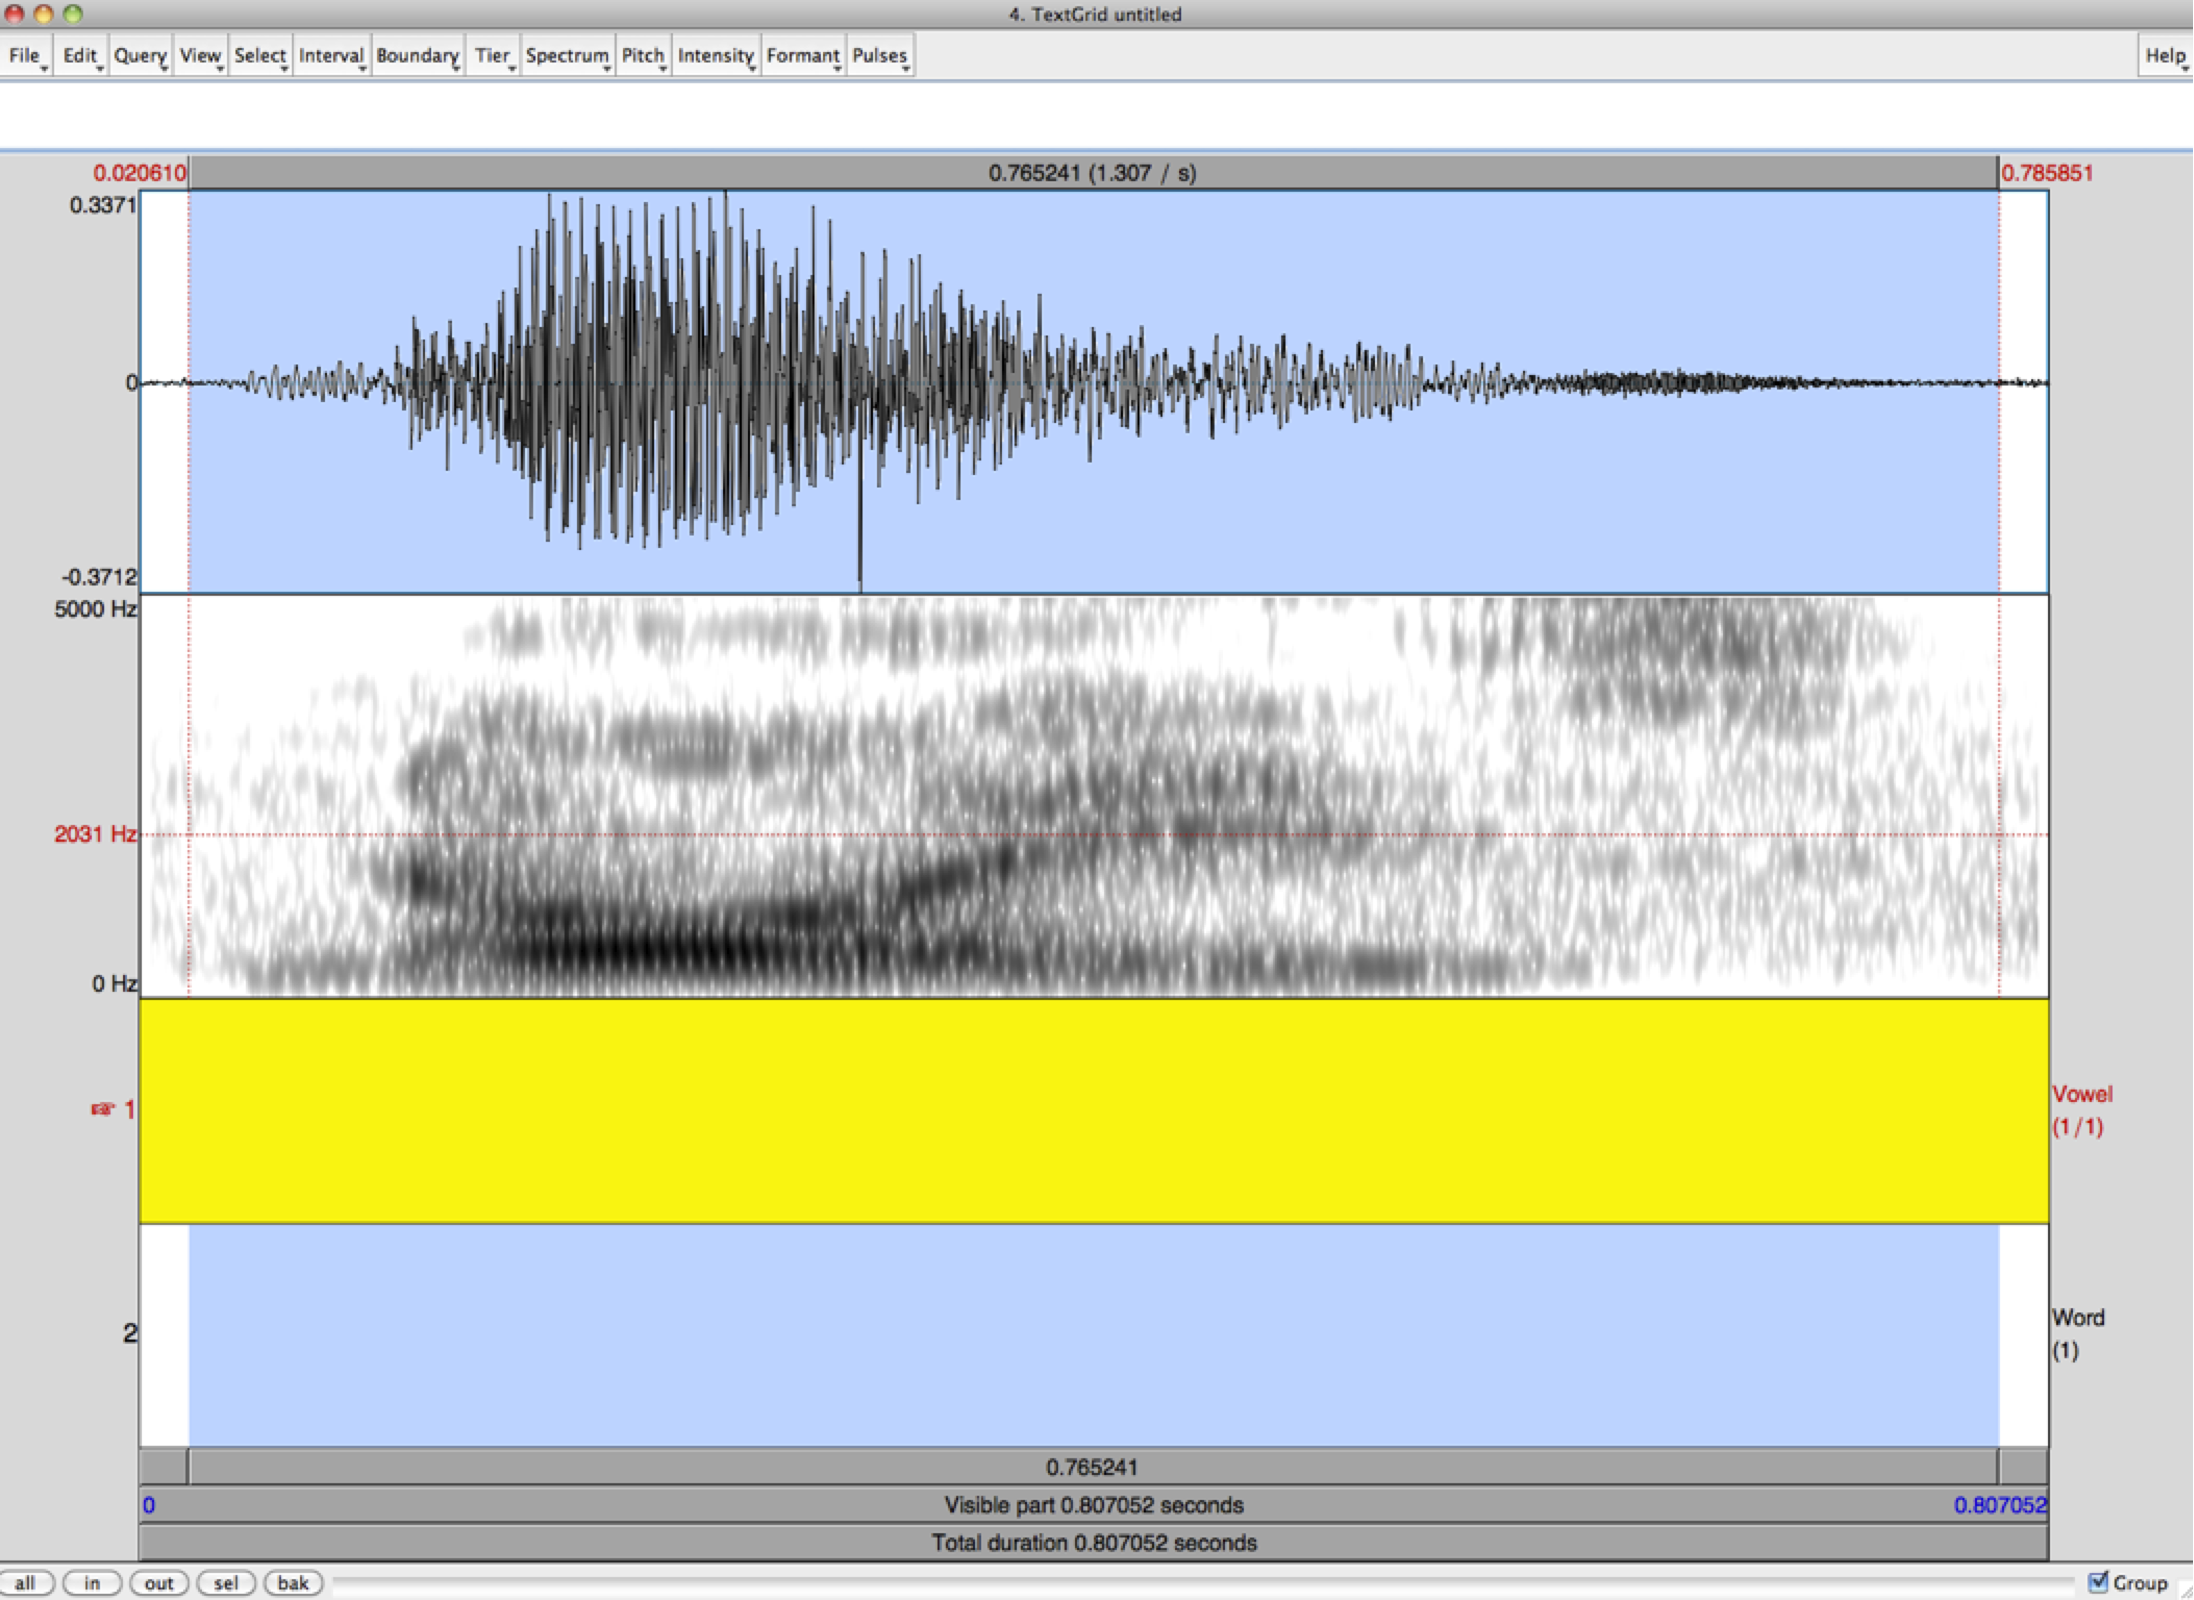 4. TextGrid untitled
File Edit Query View Select Interval Boundary Tier Spectrum Pitch Intensity Formant Pulses Help
0.020610 0.765241 (1.307 / s) 0.785851
0.3371
0
-0.3712
5000 Hz
2031 Hz
0 Hz
☞ 1
Vowel
(1/1)
2
Word
(1)
0.765241
0 Visible part 0.807052 seconds 0.807052
Total duration 0.807052 seconds
all in out sel bak Group